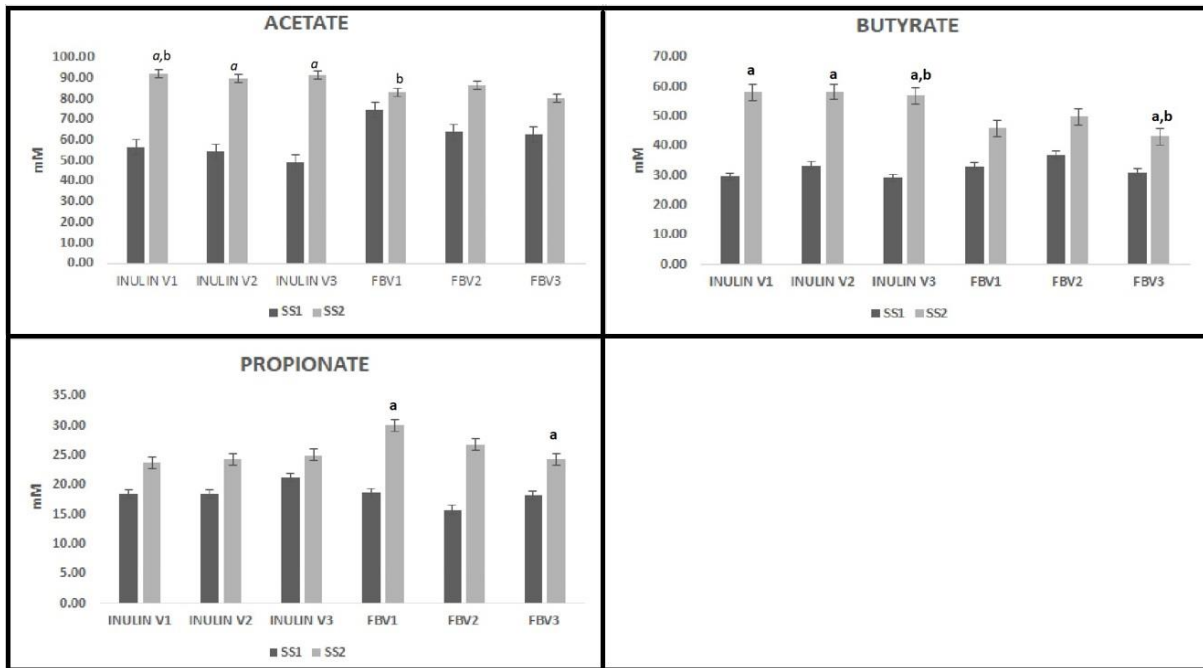 ACETATE
a,b a a b
100.00
90.00
80.00
70.00
60.00
50.00
40.00
30.00
20.00
10.00
0.00
mM
INULIN V1 INULIN V2 INULIN V3 FBV1 FBV2 FBV3
SS1 SS2
BUTYRATE
a a a,b a,b
70.00
60.00
50.00
40.00
30.00
20.00
10.00
0.00
mM
INULIN V1 INULIN V2 INULIN V3 FBV1 FBV2 FBV3
SS1 SS2
PROPIONATE
a a
35.00
30.00
25.00
20.00
15.00
10.00
5.00
0.00
mM
INULIN V1 INULIN V2 INULIN V3 FBV1 FBV2 FBV3
SS1 SS2